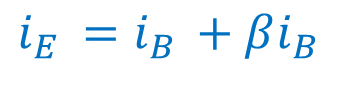 i_E = i_B + βi_B